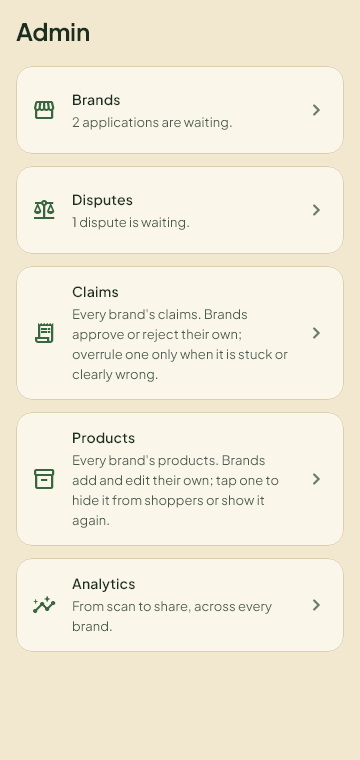 Admin
Brands
2 applications are waiting.
Disputes
1 dispute is waiting.
Claims
Every brand's claims. Brands
approve or reject their own;
overrule one only when it is stuck or
clearly wrong.
Products
Every brand's products. Brands
add and edit their own; tap one to
hide it from shoppers or show it
again.
Analytics
From scan to share, across every
brand.